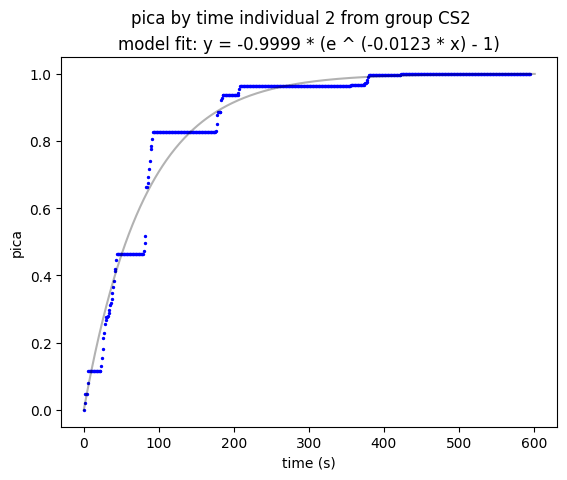 pica by time individual 2 from group CS2
model fit: y = -0.9999 * (e ^ (-0.0123 * x) - 1)
1.0
0.8
0.6
0.4
0.2
0.0
pica
0 100 200 300 400 500 600
time (s)